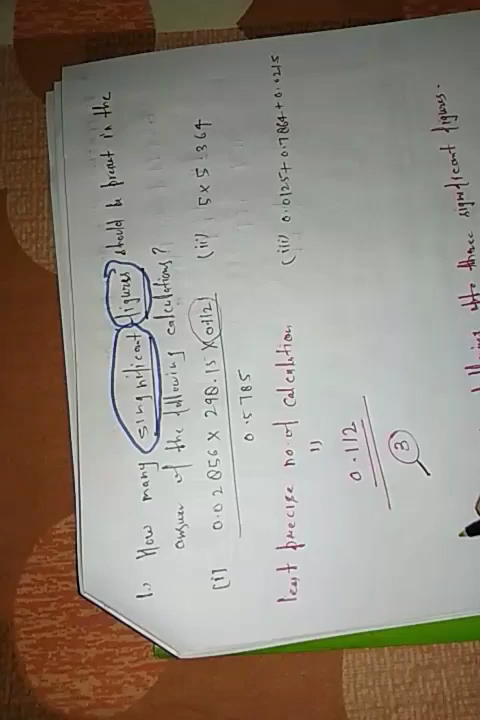 1.) How many significant figures should be present in the
answer of the following calculations?
(i) 0.02856 × 298.15 × 0.112
0.5785
(ii) 5 × 5.364
least precise no. of calculation
(iii) 0.0125 + 0.7864 + 0.0215
0.112
3
three significant figures.